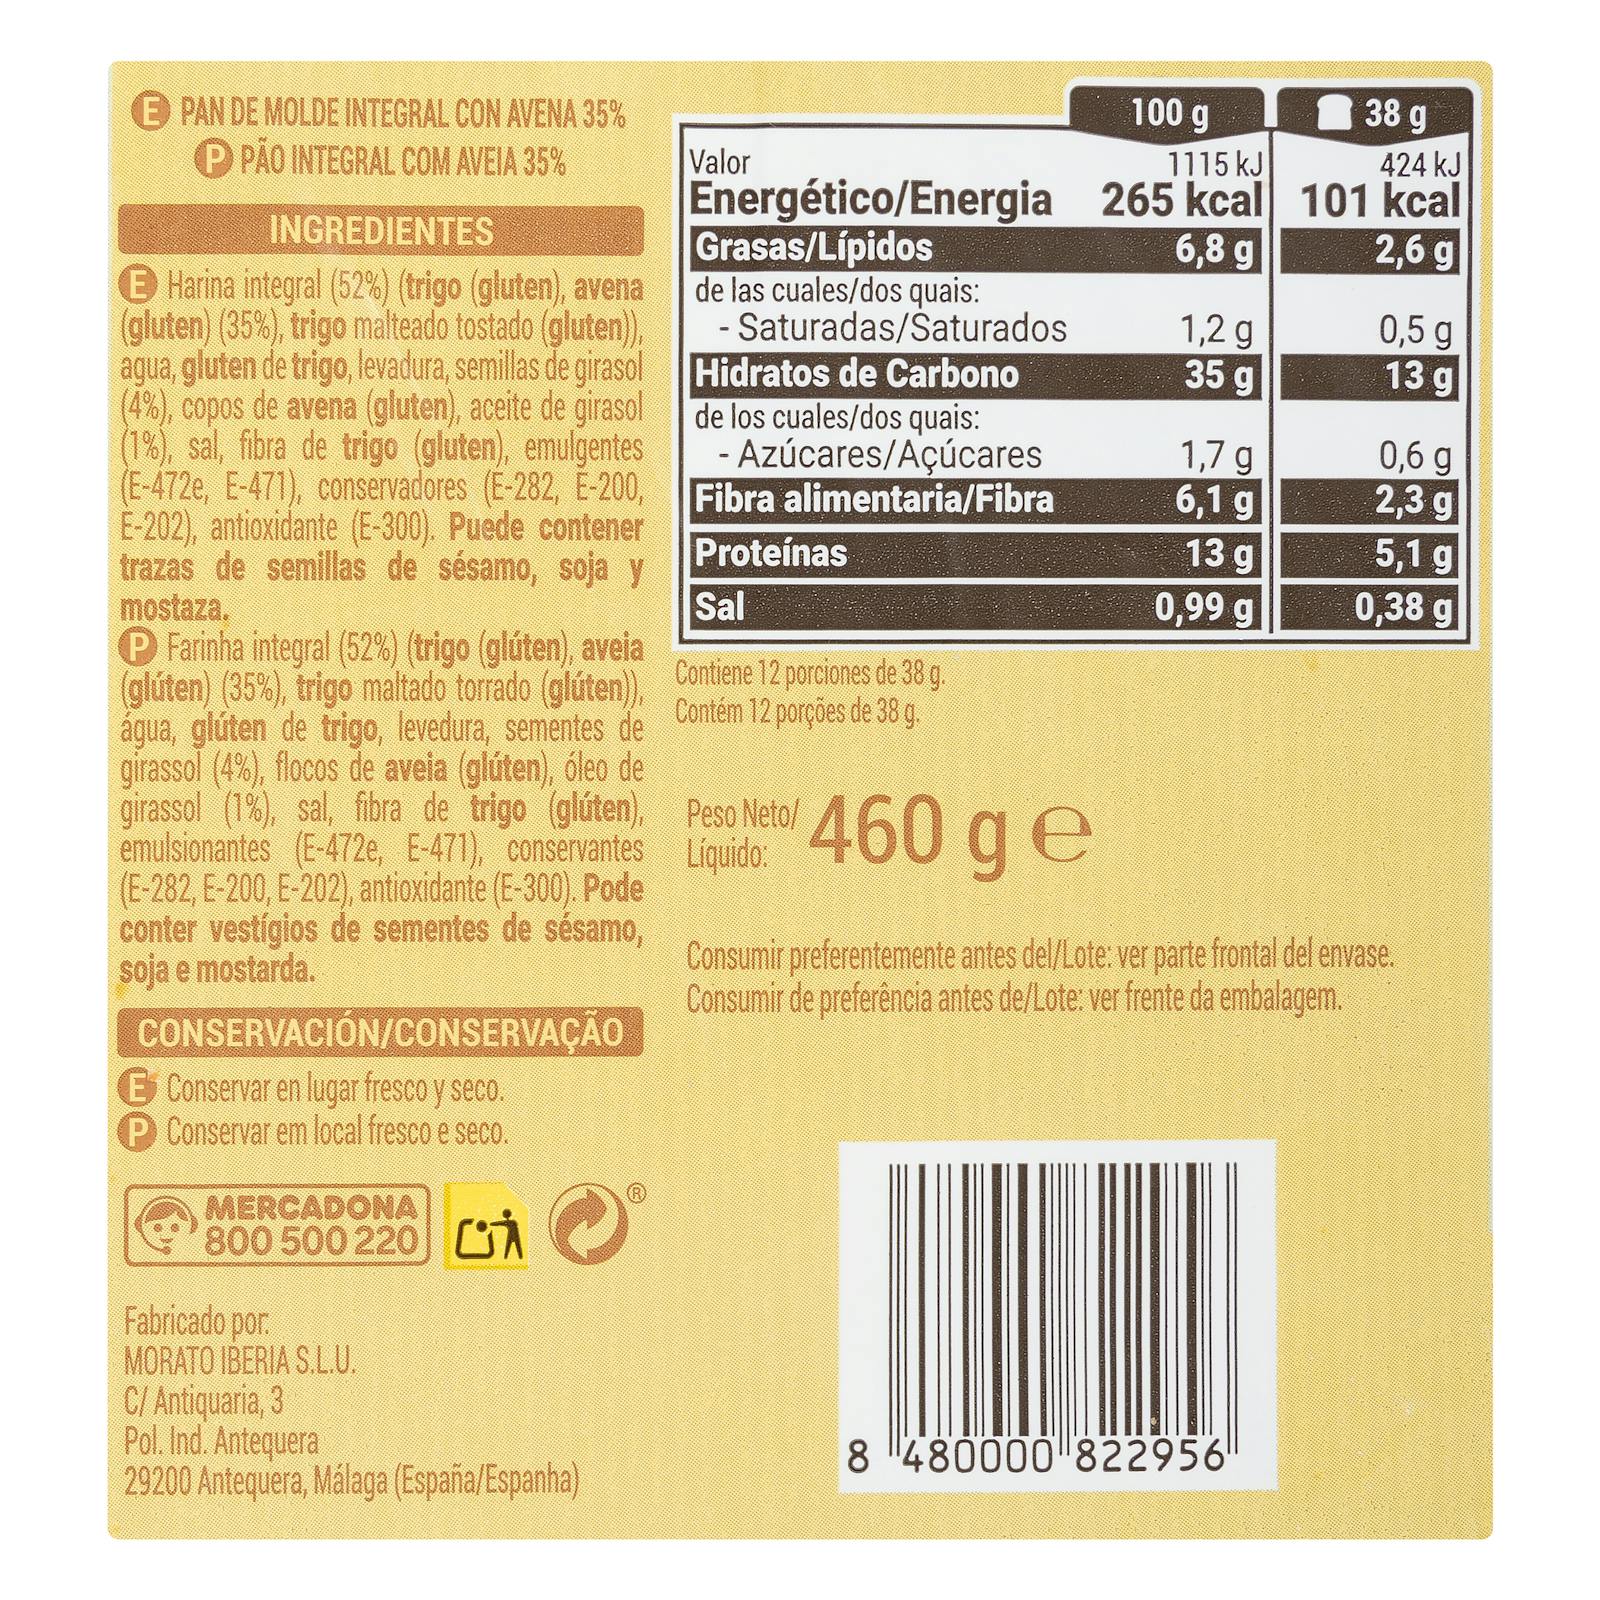 E PAN DE MOLDE INTEGRAL CON AVENA 35%
P PÃO INTEGRAL COM AVEIA 35%
INGREDIENTES
E Harina integral (52%) (trigo (gluten), avena
(gluten) (35%), trigo malteado tostado (gluten)),
agua, gluten de trigo, levadura, semillas de girasol
(4%), copos de avena (gluten), aceite de girasol
(1%), sal, fibra de trigo (gluten), emulgentes
(E-472e, E-471), conservadores (E-282, E-200,
E-202), antioxidante (E-300). Puede contener
trazas de semillas de sésamo, soja y
mostaza.
P Farinha integral (52%) (trigo (glúten), aveia
(glúten) (35%), trigo maltado torrado (glúten)),
água, glúten de trigo, levedura, sementes de
girassol (4%), flocos de aveia (glúten), óleo de
girassol (1%), sal, fibra de trigo (glúten),
emulsionantes (E-472e, E-471), conservantes
(E-282, E-200, E-202), antioxidante (E-300). Pode
conter vestígios de sementes de sésamo,
soja e mostarda.
CONSERVACIÓN/CONSERVAÇÃO
E Conservar en lugar fresco y seco.
P Conservar em local fresco e seco.
MERCADONA
800 500 220
®
Fabricado por:
MORATO IBERIA S.L.U.
C/ Antiquaria, 3
Pol. Ind. Antequera
29200 Antequera, Málaga (España/Espanha)
100 g 38 g
Valor 1115 kJ 424 kJ
Energético/Energia 265 kcal 101 kcal
Grasas/Lípidos 6,8 g 2,6 g
de las cuales/dos quais:
- Saturadas/Saturados 1,2 g 0,5 g
Hidratos de Carbono 35 g 13 g
de los cuales/dos quais:
- Azúcares/Açúcares 1,7 g 0,6 g
Fibra alimentaria/Fibra 6,1 g 2,3 g
Proteínas 13 g 5,1 g
Sal 0,99 g 0,38 g
Contiene 12 porciones de 38 g.
Contém 12 porções de 38 g.
Peso Neto/
Líquido: 460 g ℮
Consumir preferentemente antes del/Lote: ver parte frontal del envase.
Consumir de preferência antes de/Lote: ver frente da embalagem.
8 480000 822956